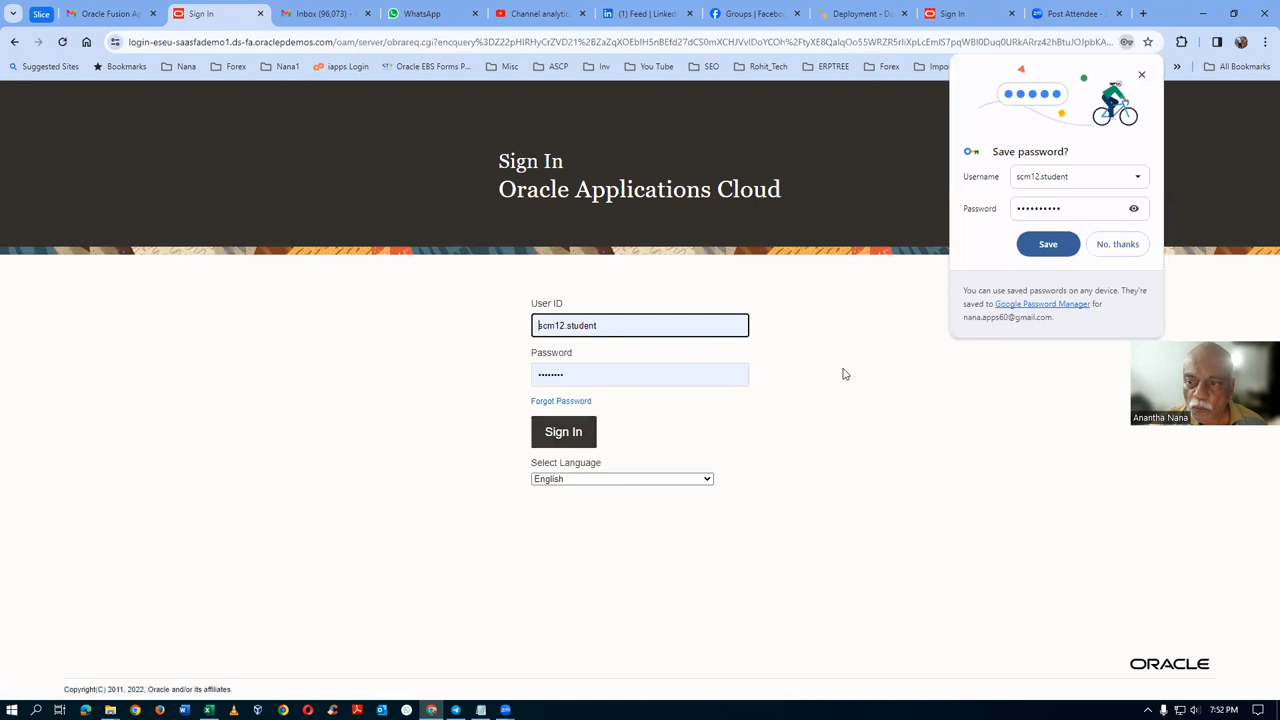 Slice
Oracle Fusion Ap
Sign In
Inbox (96,073) -
WhatsApp
Channel analytic
(1) Feed | Linked
Groups | Faceb
Deployment - De
Sign In
Post Attendee - Z
login-eseu-saasfademo1.ds-fa.oraclepdemos.com/oam/server/obrareq.cgi?encquery
Suggested Sites
Bookmarks
Nana
Forex
Nana1
iapps Login
Oracle EBS Forms P...
Misc
ASCP
Inv
You Tube
SEO
Rohit_Tech
ERPTREE
Forex
Impor
»
All Bookmarks
Sign In
Oracle Applications Cloud
Save password?
Username
scm12.student
Password
••••••••••
Save
No, thanks
You can use saved passwords on any device. They're
saved to Google Password Manager for
nana.apps60@gmail.com.
User ID
scm12.student
Password
••••••••
Forgot Password
Sign In
Select Language
English
Anantha Nana
ORACLE
Copyright(C) 2011, 2022, Oracle and/or its affiliates.
7:52 PM